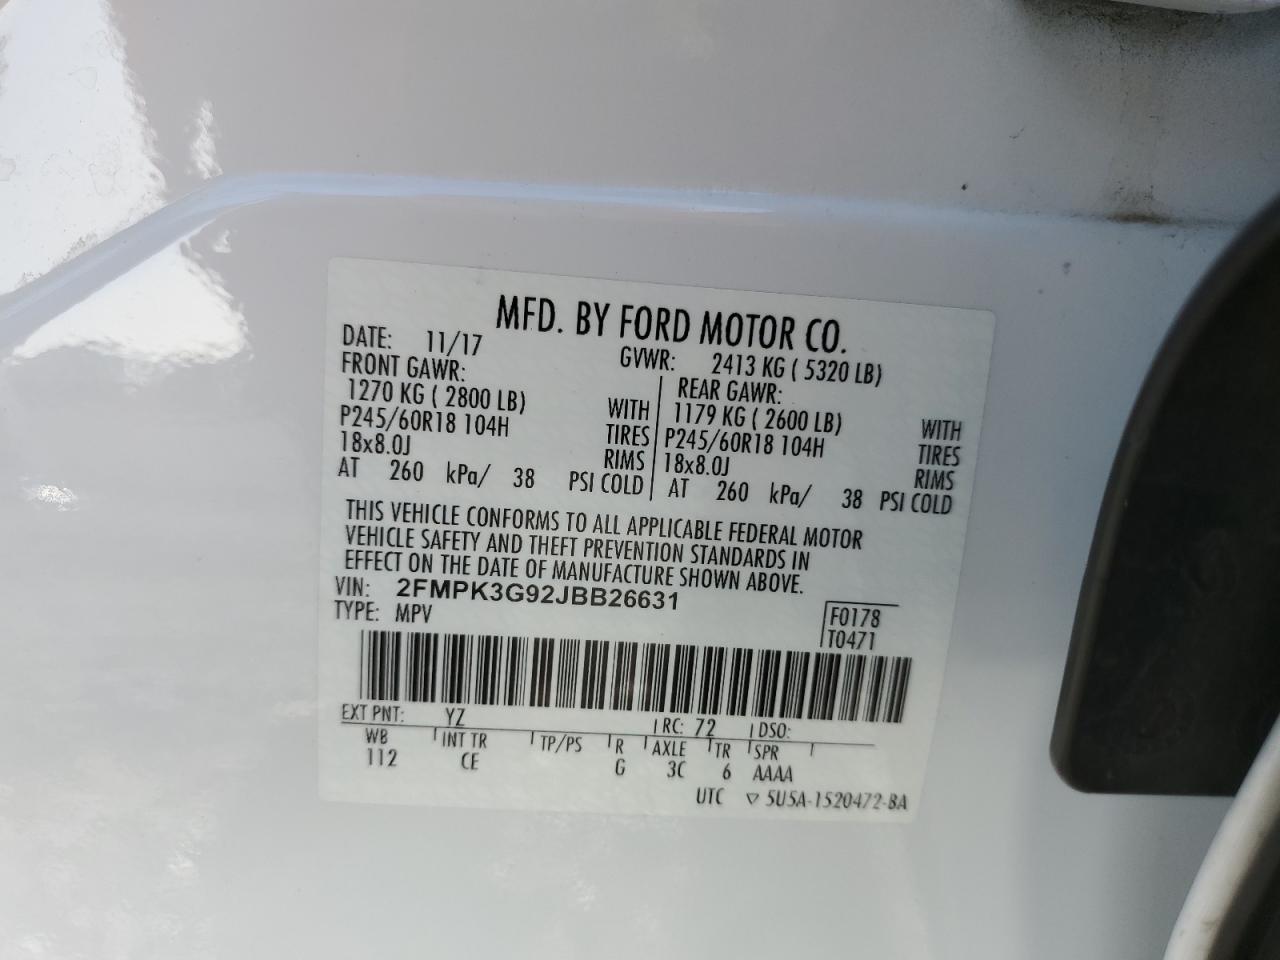 MFD. BY FORD MOTOR CO.
DATE: 11/17 GVWR: 2413 KG ( 5320 LB)
FRONT GAWR: REAR GAWR:
1270 KG ( 2800 LB) WITH 1179 KG ( 2600 LB) WITH
P245/60R18 104H TIRES P245/60R18 104H TIRES
18x8.0J RIMS 18x8.0J RIMS
AT 260 kPa/ 38 PSI COLD AT 260 kPa/ 38 PSI COLD
THIS VEHICLE CONFORMS TO ALL APPLICABLE FEDERAL MOTOR
VEHICLE SAFETY AND THEFT PREVENTION STANDARDS IN
EFFECT ON THE DATE OF MANUFACTURE SHOWN ABOVE.
VIN: 2FMPK3G92JBB26631
TYPE: MPV
F0178
T0471
EXT PNT: YZ RC: 72 DSO:
WB INT TR TP/PS R AXLE TR SPR
112 CE G 3C 6 AAAA
UTC ▽ 5U5A-1520472-BA